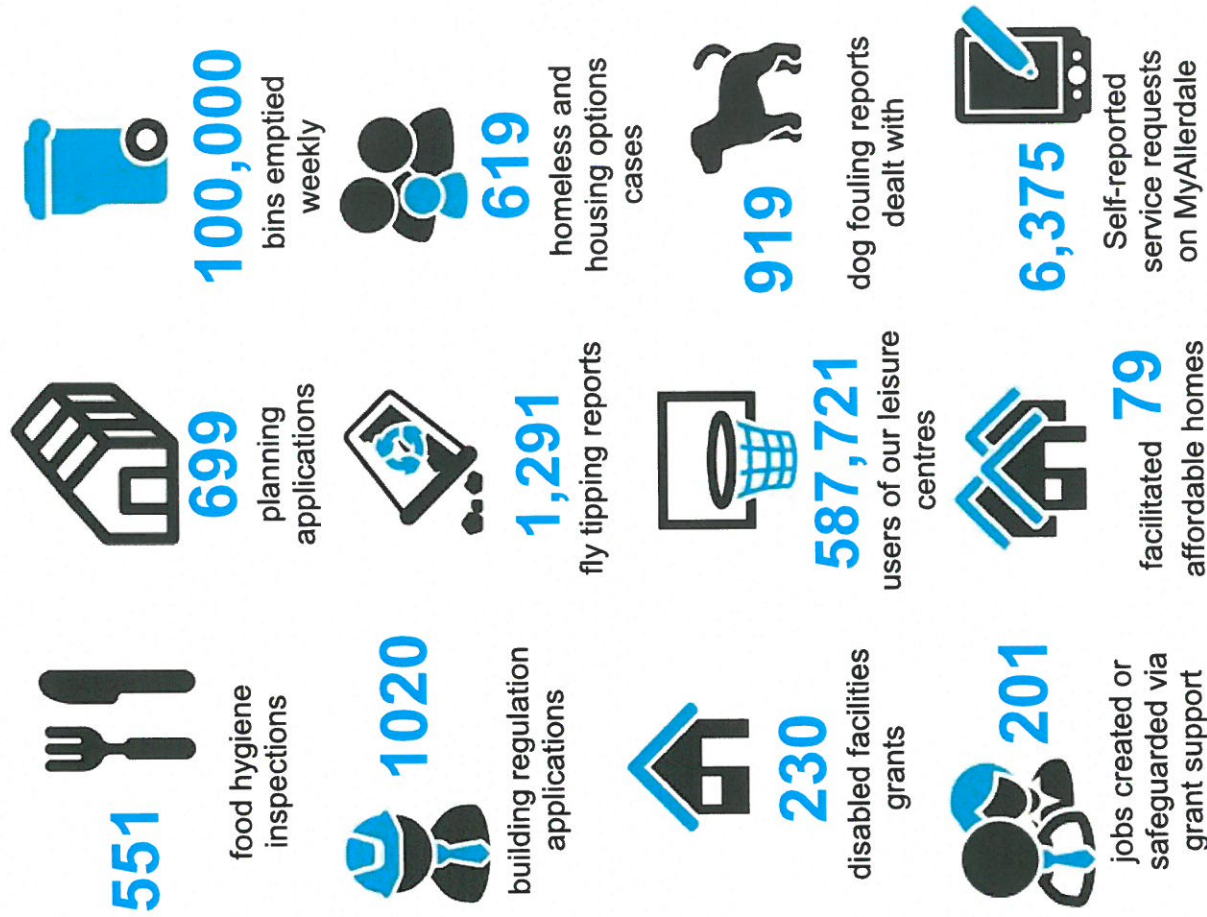 551
food hygiene
inspections
699
planning
applications
100,000
bins emptied
weekly
1020
building regulation
applications
1,291
fly tipping reports
619
homeless and
housing options
cases
230
disabled facilities
grants
587,721
users of our leisure
centres
919
dog fouling reports
dealt with
201
jobs created or
safeguarded via
grant support
facilitated 79
affordable homes
6,375
Self-reported
service requests
on MyAllerdale